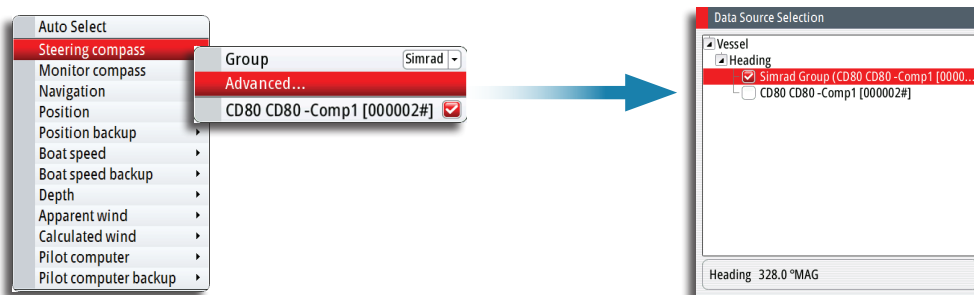 Auto Select
Steering compass
Monitor compass
Navigation
Position
Position backup
Boat speed
Boat speed backup
Depth
Apparent wind
Calculated wind
Pilot computer
Pilot computer backup
Group Simrad
Advanced...
CD80 CD80 -Comp1 [000002#]
Data Source Selection
Vessel
Heading
Simrad Group (CD80 CD80 -Comp1 [0000...
CD80 CD80 -Comp1 [000002#]
Heading 328.0 °MAG